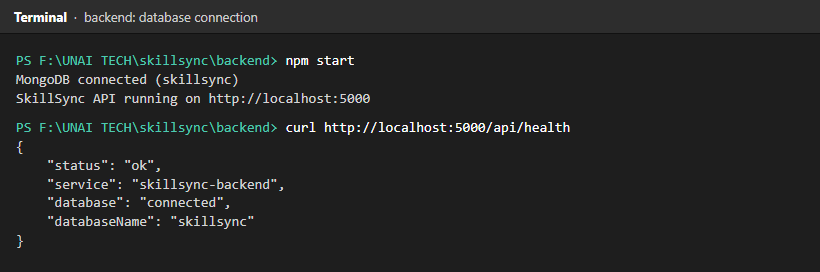 Terminal · backend: database connection
PS F:\UNAI TECH\skillsync\backend> npm start
MongoDB connected (skillsync)
SkillSync API running on http://localhost:5000
PS F:\UNAI TECH\skillsync\backend> curl http://localhost:5000/api/health
{
    "status": "ok",
    "service": "skillsync-backend",
    "database": "connected",
    "databaseName": "skillsync"
}